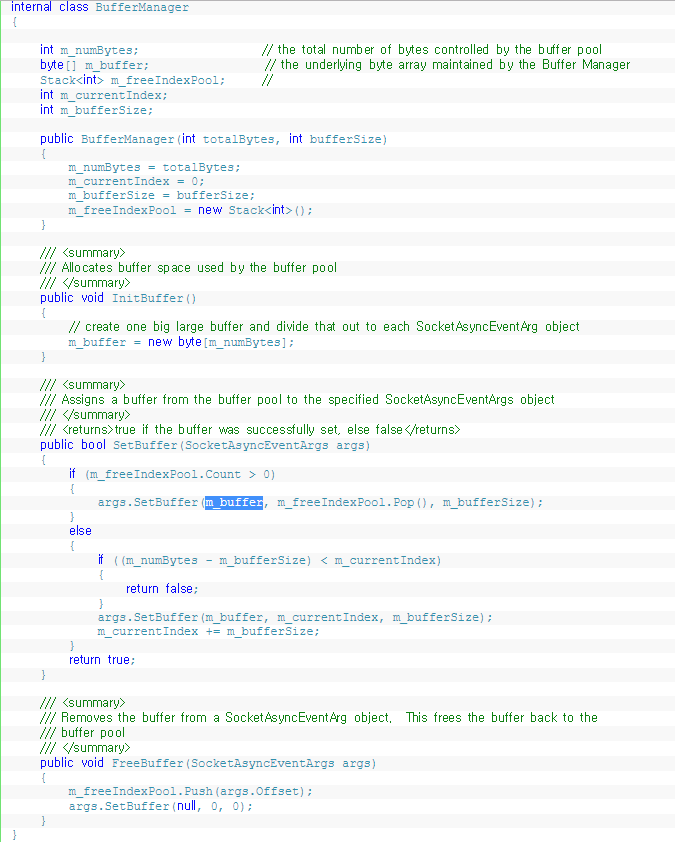 internal class BufferManager
{
int m_numBytes; // the total number of bytes controlled by the buffer pool
byte[] m_buffer; // the underlying byte array maintained by the Buffer Manager
Stack<int> m_freeIndexPool; //
int m_currentIndex;
int m_bufferSize;
public BufferManager(int totalBytes, int bufferSize)
{
m_numBytes = totalBytes;
m_currentIndex = 0;
m_bufferSize = bufferSize;
m_freeIndexPool = new Stack<int>();
}
/// <summary>
/// Allocates buffer space used by the buffer pool
/// </summary>
public void InitBuffer()
{
// create one big large buffer and divide that out to each SocketAsyncEventArg object
m_buffer = new byte[m_numBytes];
}
/// <summary>
/// Assigns a buffer from the buffer pool to the specified SocketAsyncEventArgs object
/// </summary>
/// <returns>true if the buffer was successfully set, else false</returns>
public bool SetBuffer(SocketAsyncEventArgs args)
{
if (m_freeIndexPool.Count > 0)
{
args.SetBuffer(m_buffer, m_freeIndexPool.Pop(), m_bufferSize);
}
else
{
if ((m_numBytes - m_bufferSize) < m_currentIndex)
{
return false;
}
args.SetBuffer(m_buffer, m_currentIndex, m_bufferSize);
m_currentIndex += m_bufferSize;
}
return true;
}
/// <summary>
/// Removes the buffer from a SocketAsyncEventArg object. This frees the buffer back to the
/// buffer pool
/// </summary>
public void FreeBuffer(SocketAsyncEventArgs args)
{
m_freeIndexPool.Push(args.Offset);
args.SetBuffer(null, 0, 0);
}
}